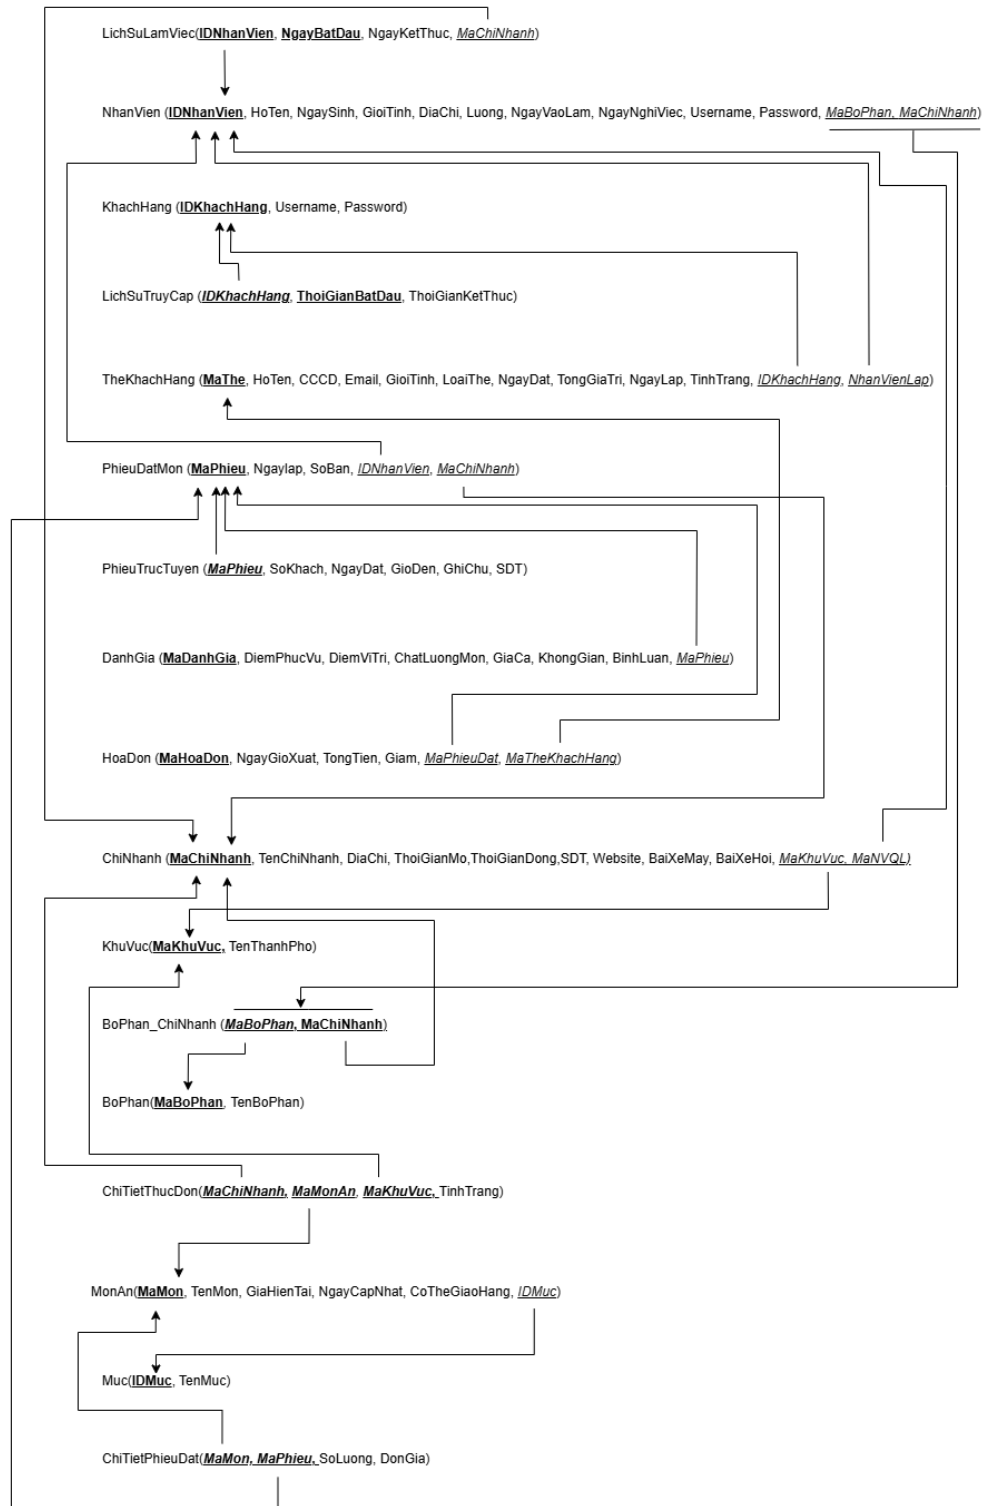 LichSuLamViec(IDNhanVien, NgayBatDau, NgayKetThuc, MaChiNhanh)
NhanVien (IDNhanVien, HoTen, NgaySinh, GioiTinh, DiaChi, Luong, NgayVaoLam, NgayNghiViec, Username, Password, MaBoPhan, MaChiNhanh)
KhachHang (IDKhachHang, Username, Password)
LichSuTruyCap (IDKhachHang, ThoiGianBatDau, ThoiGianKetThuc)
TheKhachHang (MaThe, HoTen, CCCD, Email, GioiTinh, LoaiThe, NgayDat, TongGiaTri, NgayLap, TinhTrang, IDKhachHang, NhanVienLap)
PhieuDatMon (MaPhieu, Ngaylap, SoBan, IDNhanVien, MaChiNhanh)
PhieuTrucTuyen (MaPhieu, SoKhach, NgayDat, GioDen, GhiChu, SDT)
DanhGia (MaDanhGia, DiemPhucVu, DiemViTri, ChatLuongMon, GiaCa, KhongGian, BinhLuan, MaPhieu)
HoaDon (MaHoaDon, NgayGioXuat, TongTien, Giam, MaPhieuDat, MaTheKhachHang)
ChiNhanh (MaChiNhanh, TenChiNhanh, DiaChi, ThoiGianMo,ThoiGianDong,SDT, Website, BaiXeMay, BaiXeHoi, MaKhuVuc, MaNVQL)
KhuVuc(MaKhuVuc, TenThanhPho)
BoPhan_ChiNhanh (MaBoPhan, MaChiNhanh)
BoPhan(MaBoPhan, TenBoPhan)
ChiTietThucDon(MaChiNhanh, MaMonAn, MaKhuVuc, TinhTrang)
MonAn(MaMon, TenMon, GiaHienTai, NgayCapNhat, CoTheGiaoHang, IDMuc)
Muc(IDMuc, TenMuc)
ChiTietPhieuDat(MaMon, MaPhieu, SoLuong, DonGia)